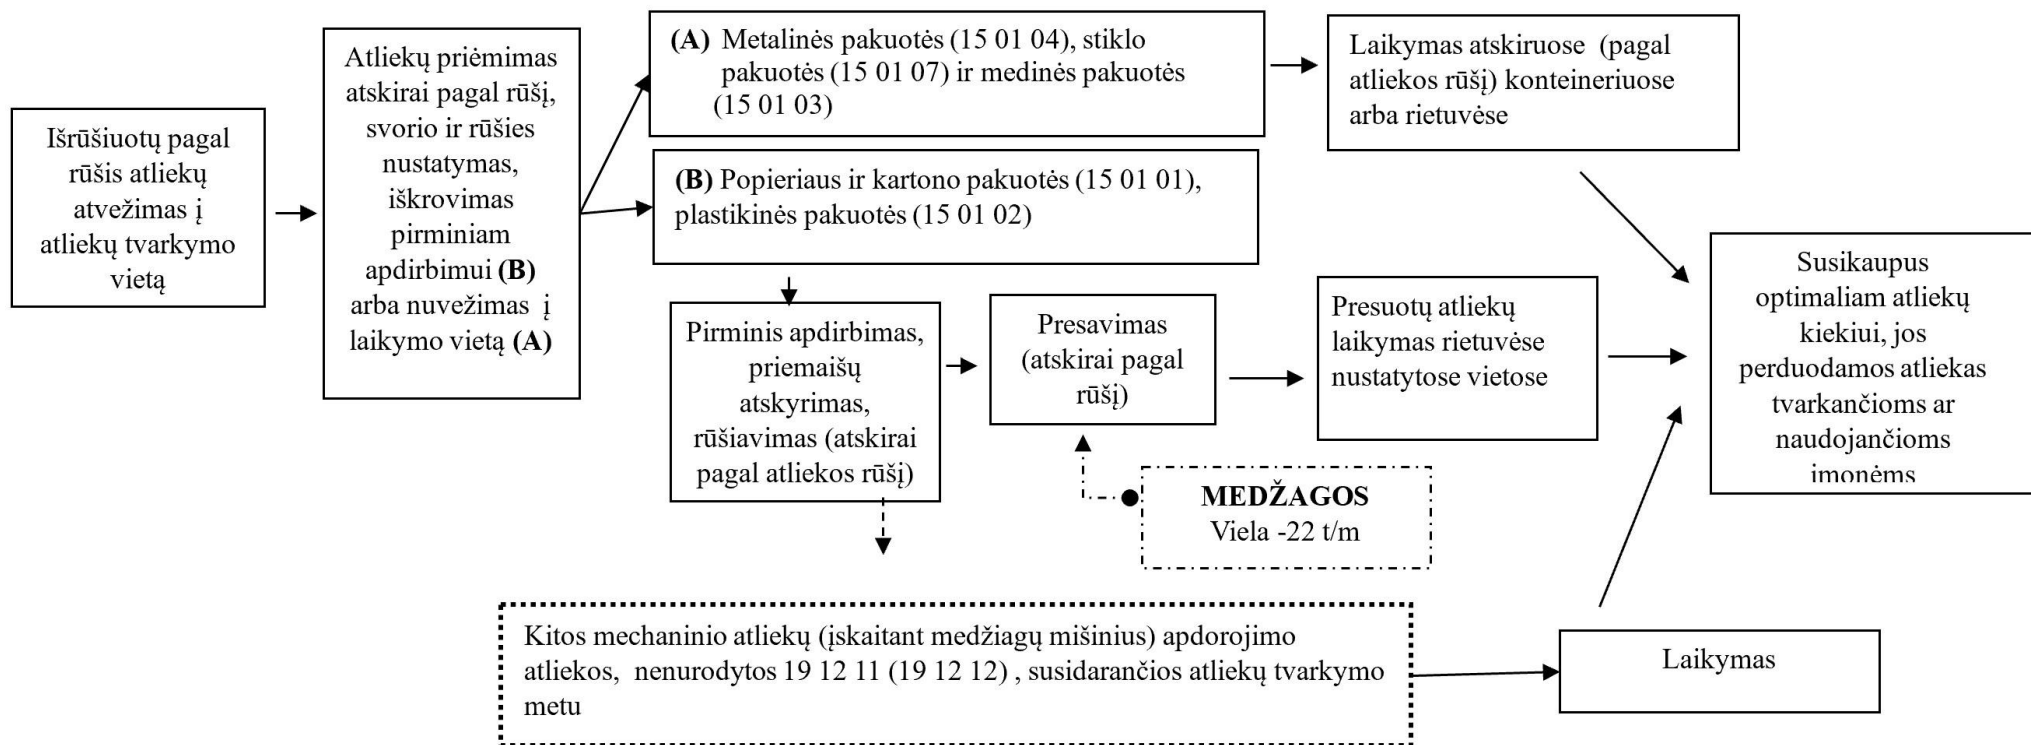 Išrūšiuotų pagal
rūšis atliekų
atvežimas į
atliekų tvarkymo
vietą
Atliekų priėmimas
atskirai pagal rūšį,
svorio ir rūšies
nustatymas,
iškrovimas
pirminiam
apdirbimui (B)
arba nuvežimas į
laikymo vietą (A)
(A) Metalinės pakuotės (15 01 04), stiklo
pakuotės (15 01 07) ir medinės pakuotės
(15 01 03)
Laikymas atskiruose (pagal
atliekos rūšį) konteineriuose
arba rietuvėse
(B) Popieriaus ir kartono pakuotės (15 01 01),
plastikinės pakuotės (15 01 02)
Pirminis apdirbimas,
priemaišų
atskyrimas,
rūšiavimas (atskirai
pagal atliekos rūšį)
Presavimas
(atskirai pagal
rūšį)
Presuotų atliekų
laikymas rietuvėse
nustatytose vietose
Susikaupus
optimaliam atliekų
kiekiui, jos
perduodamos atliekas
tvarkančioms ar
naudojančioms
įmonėms
MEDŽAGOS
Viela -22 t/m
Kitos mechaninio atliekų (įskaitant medžiagų mišinius) apdorojimo
atliekos, nenurodytos 19 12 11 (19 12 12) , susidarančios atliekų tvarkymo
metu
Laikymas